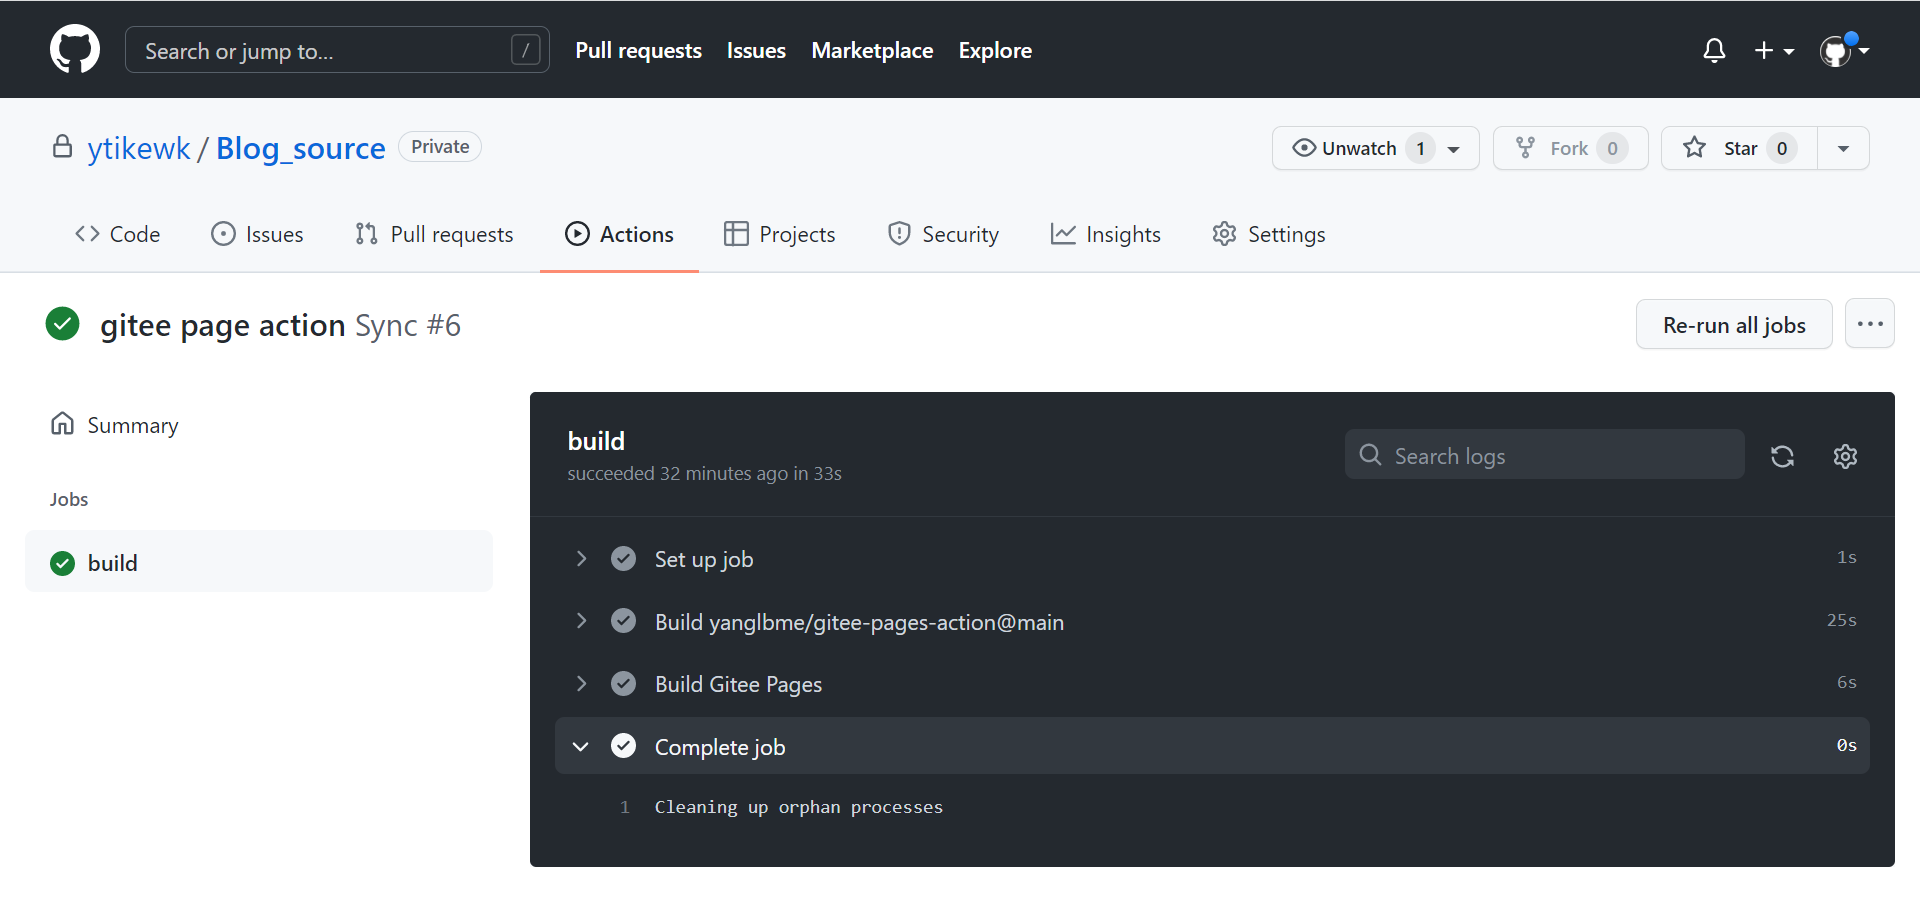 Search or jump to... / Pull requests Issues Marketplace Explore
ytikewk / Blog_source Private Unwatch 1 Fork 0 Star 0
Code Issues Pull requests Actions Projects Security Insights Settings
gitee page action Sync #6 Re-run all jobs ...
Summary
Jobs
build
build
succeeded 32 minutes ago in 33s
Search logs
Set up job 1s
Build yanglbme/gitee-pages-action@main 25s
Build Gitee Pages 6s
Complete job 0s
1 Cleaning up orphan processes